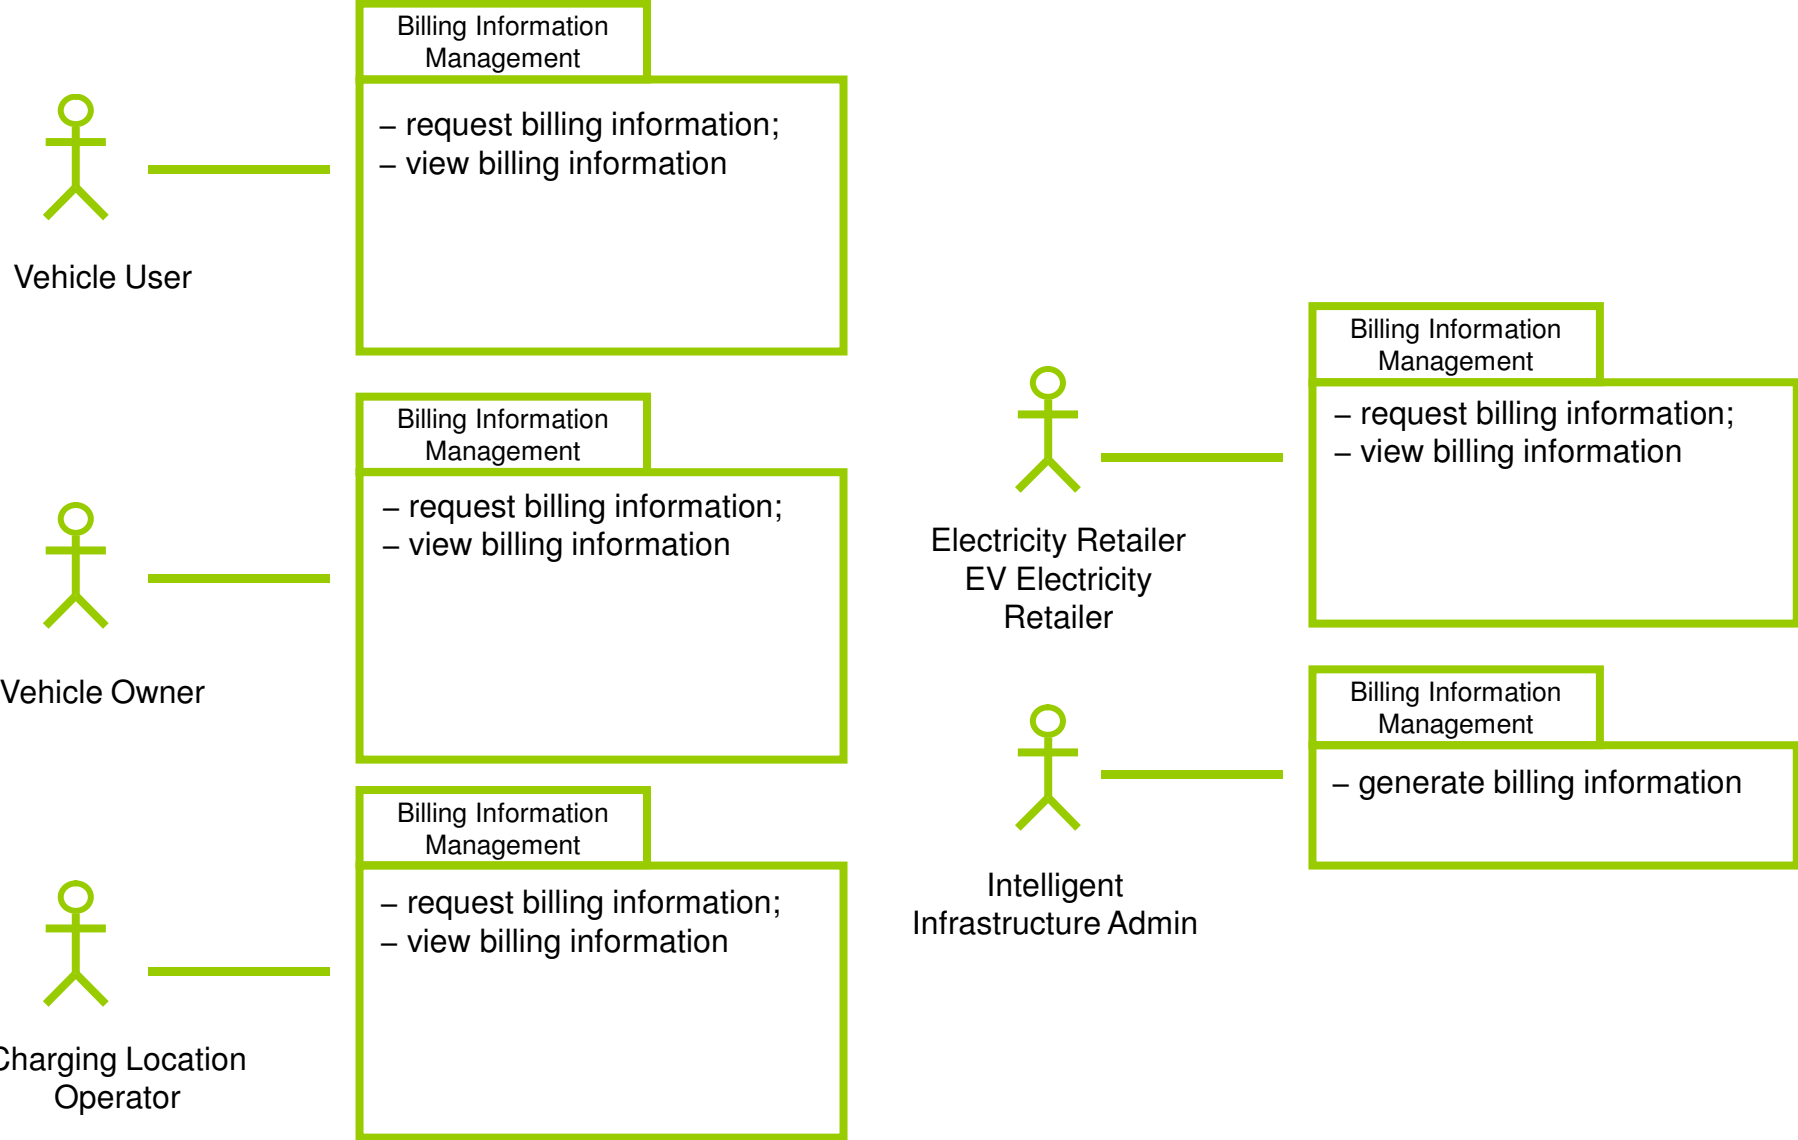 Billing Information
Management
– request billing information;
– view billing information
Vehicle User
Billing Information
Management
– request billing information;
– view billing information
Vehicle Owner
Billing Information
Management
– request billing information;
– view billing information
Charging Location
Operator
Billing Information
Management
– request billing information;
– view billing information
Electricity Retailer
EV Electricity
Retailer
Billing Information
Management
– generate billing information
Intelligent
Infrastructure Admin